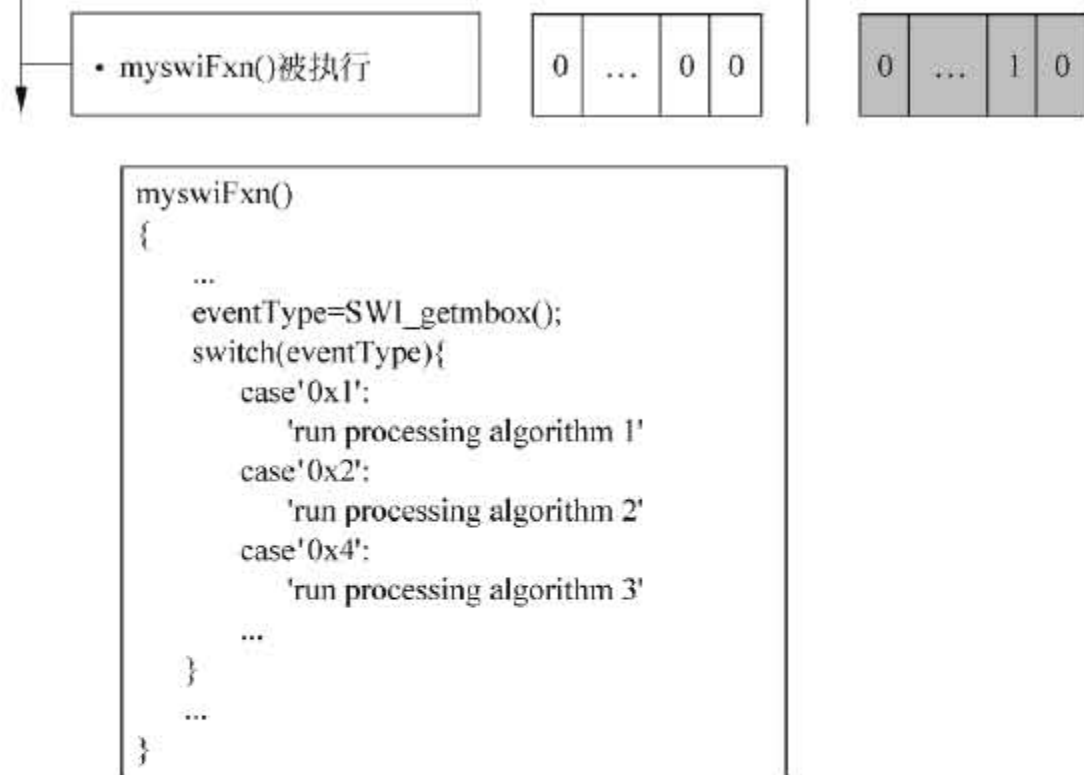 • myswiFxn()被执行
0 ... 0 0
0 ... 1 0
myswiFxn()
{
...
eventType=SWI_getmbox();
switch(eventType){
case'0x1':
'run processing algorithm 1'
case'0x2':
'run processing algorithm 2'
case'0x4':
'run processing algorithm 3'
...
}
...
}